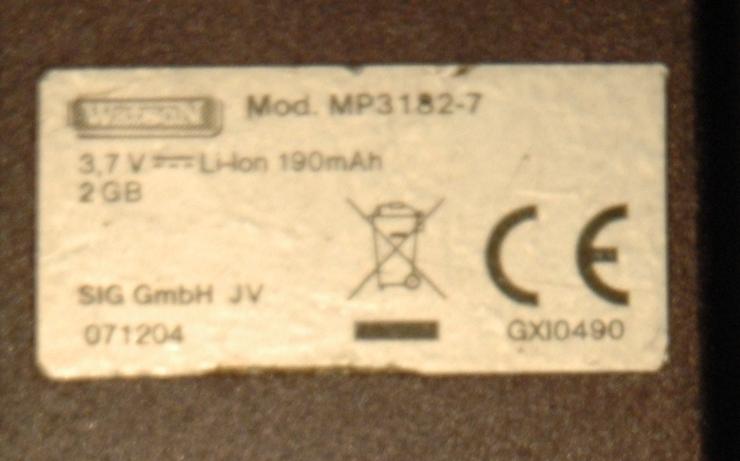 WATSON Mod. MP3182-7
3,7 V Li-Ion 190mAh
2 GB
CE
SIG GmbH JV
071204
GXI0490